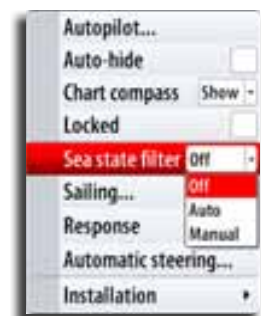 Autopilot...
Auto-hide
Chart compass Show
Locked
Sea state filter Off
Off
Sailing...
Auto
Response
Manual
Automatic steering...
Installation